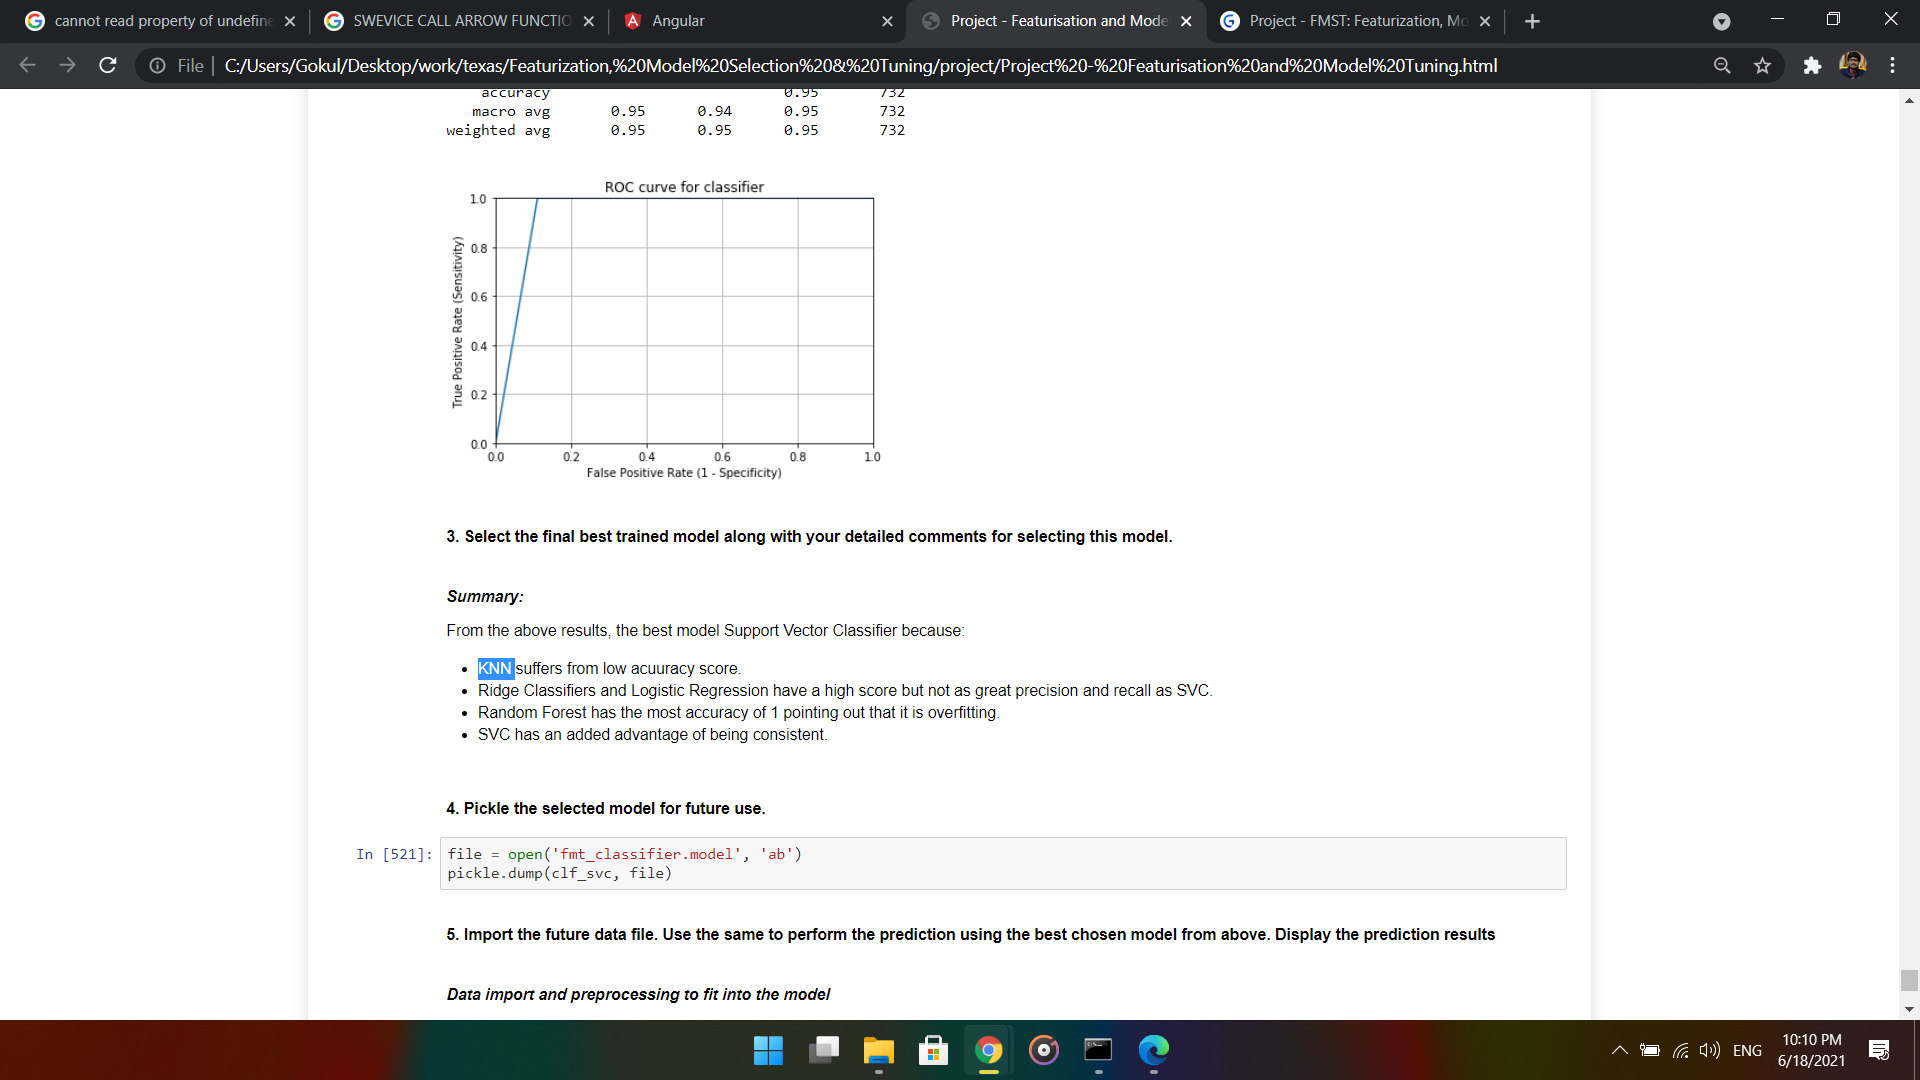 cannot read property of undefine
SWEVICE CALL ARROW FUNCTIO
Angular
Project - Featurisation and Mode
Project - FMST: Featurization, Mo
File | C:/Users/Gokul/Desktop/work/texas/Featurization,%20Model%20Selection%20&%20Tuning/project/Project%20-%20Featurisation%20and%20Model%20Tuning.html
accuracy 0.95 732
macro avg 0.95 0.94 0.95 732
weighted avg 0.95 0.95 0.95 732
ROC curve for classifier
1.0
0.8
0.6
0.4
0.2
0.0
True Positive Rate (Sensitivity)
0.0 0.2 0.4 0.6 0.8 1.0
False Positive Rate (1 - Specificity)
3. Select the final best trained model along with your detailed comments for selecting this model.
Summary:
From the above results, the best model Support Vector Classifier because:
• KNN suffers from low acuuracy score.
• Ridge Classifiers and Logistic Regression have a high score but not as great precision and recall as SVC.
• Random Forest has the most accuracy of 1 pointing out that it is overfitting.
• SVC has an added advantage of being consistent.
4. Pickle the selected model for future use.
In [521]: file = open('fmt_classifier.model', 'ab')
pickle.dump(clf_svc, file)
5. Import the future data file. Use the same to perform the prediction using the best chosen model from above. Display the prediction results
Data import and preprocessing to fit into the model
ENG
10:10 PM
6/18/2021